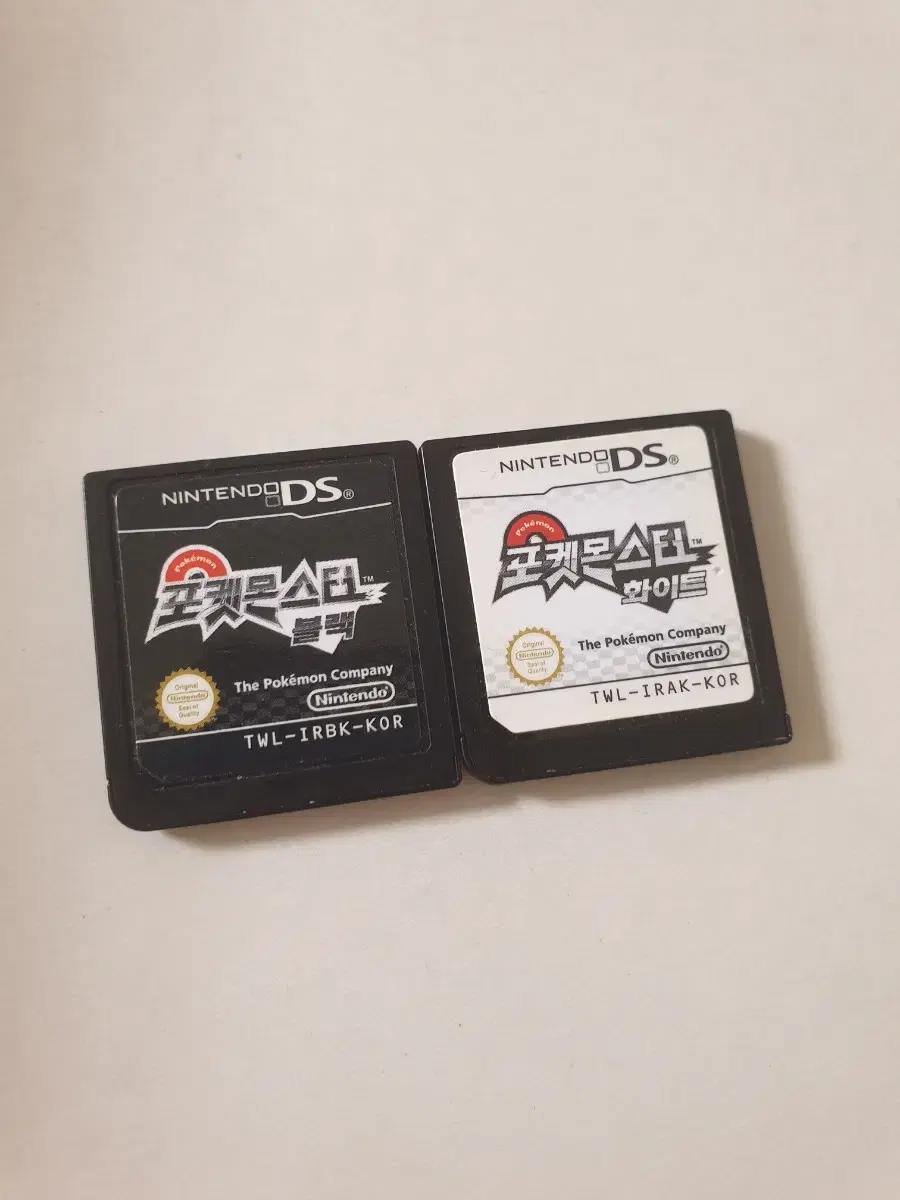 NINTENDO DS®
Pokémon
포켓몬스터™
블랙
Original
Nintendo
Seal of
Quality
The Pokémon Company
Nintendo®
TWL-IRBK-KOR
NINTENDO DS®
Pokémon
포켓몬스터™
화이트
Original
Nintendo
Seal of
Quality
The Pokémon Company
Nintendo®
TWL-IRAK-KOR